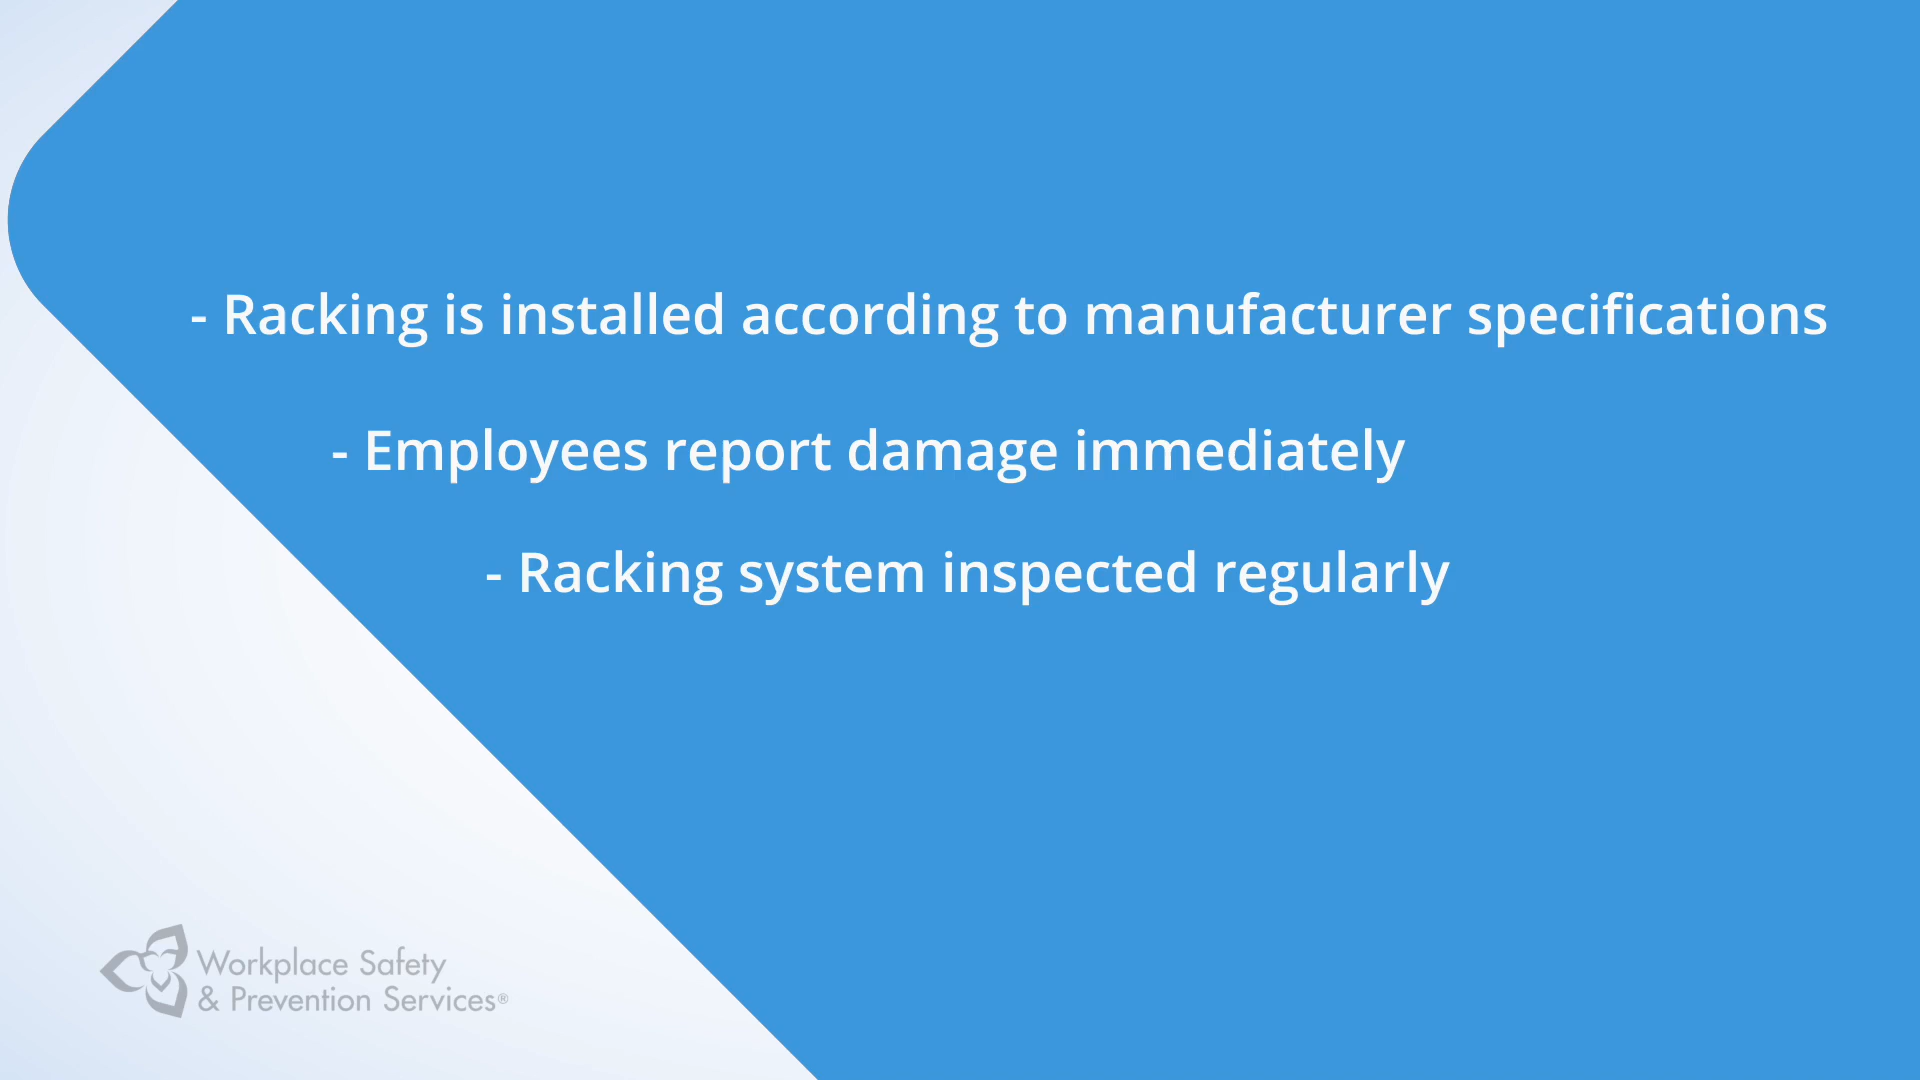 - Racking is installed according to manufacturer specifications
- Employees report damage immediately
- Racking system inspected regularly
Workplace Safety
& Prevention Services®